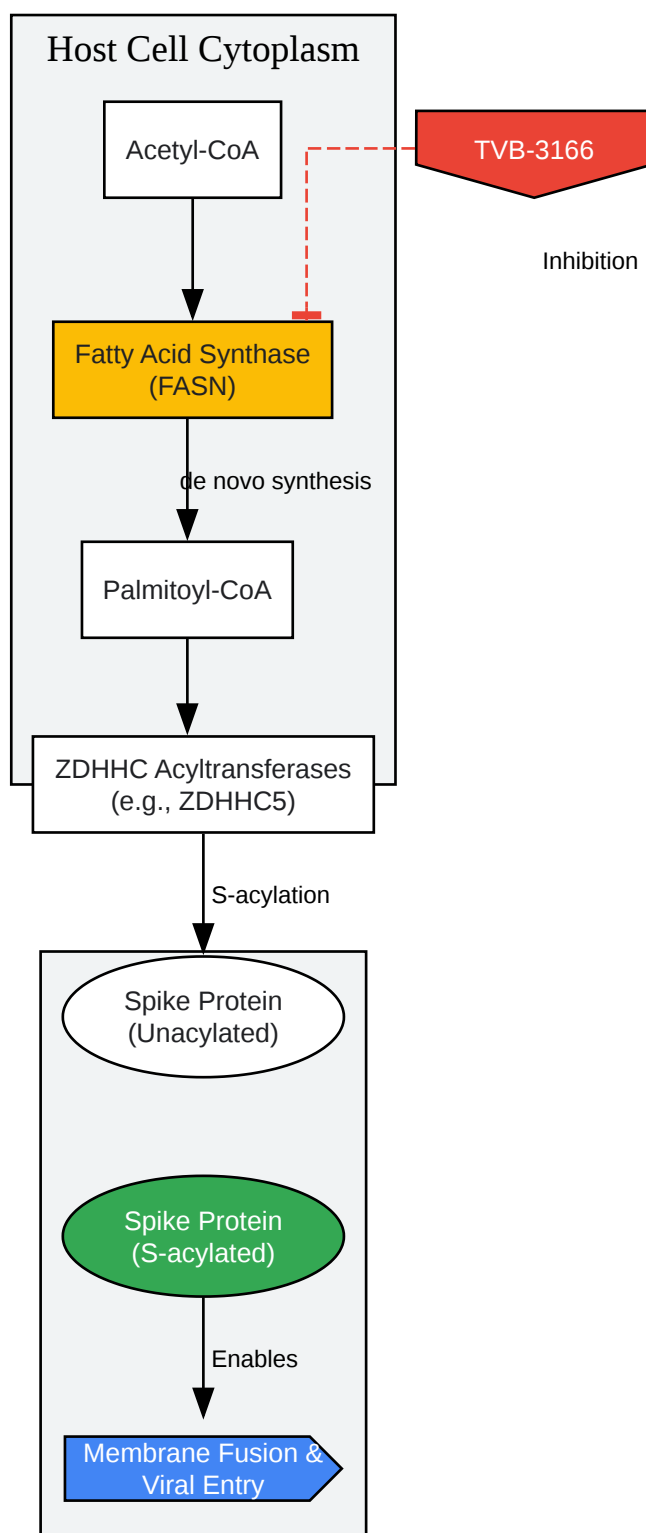 Host Cell Cytoplasm
Acetyl-CoA
TVB-3166
Inhibition
Fatty Acid Synthase
(FASN)
de novo synthesis
Palmitoyl-CoA
ZDHHC Acyltransferases
(e.g., ZDHHC5)
S-acylation
Spike Protein
(Unacylated)
Spike Protein
(S-acylated)
Enables
Membrane Fusion &
Viral Entry